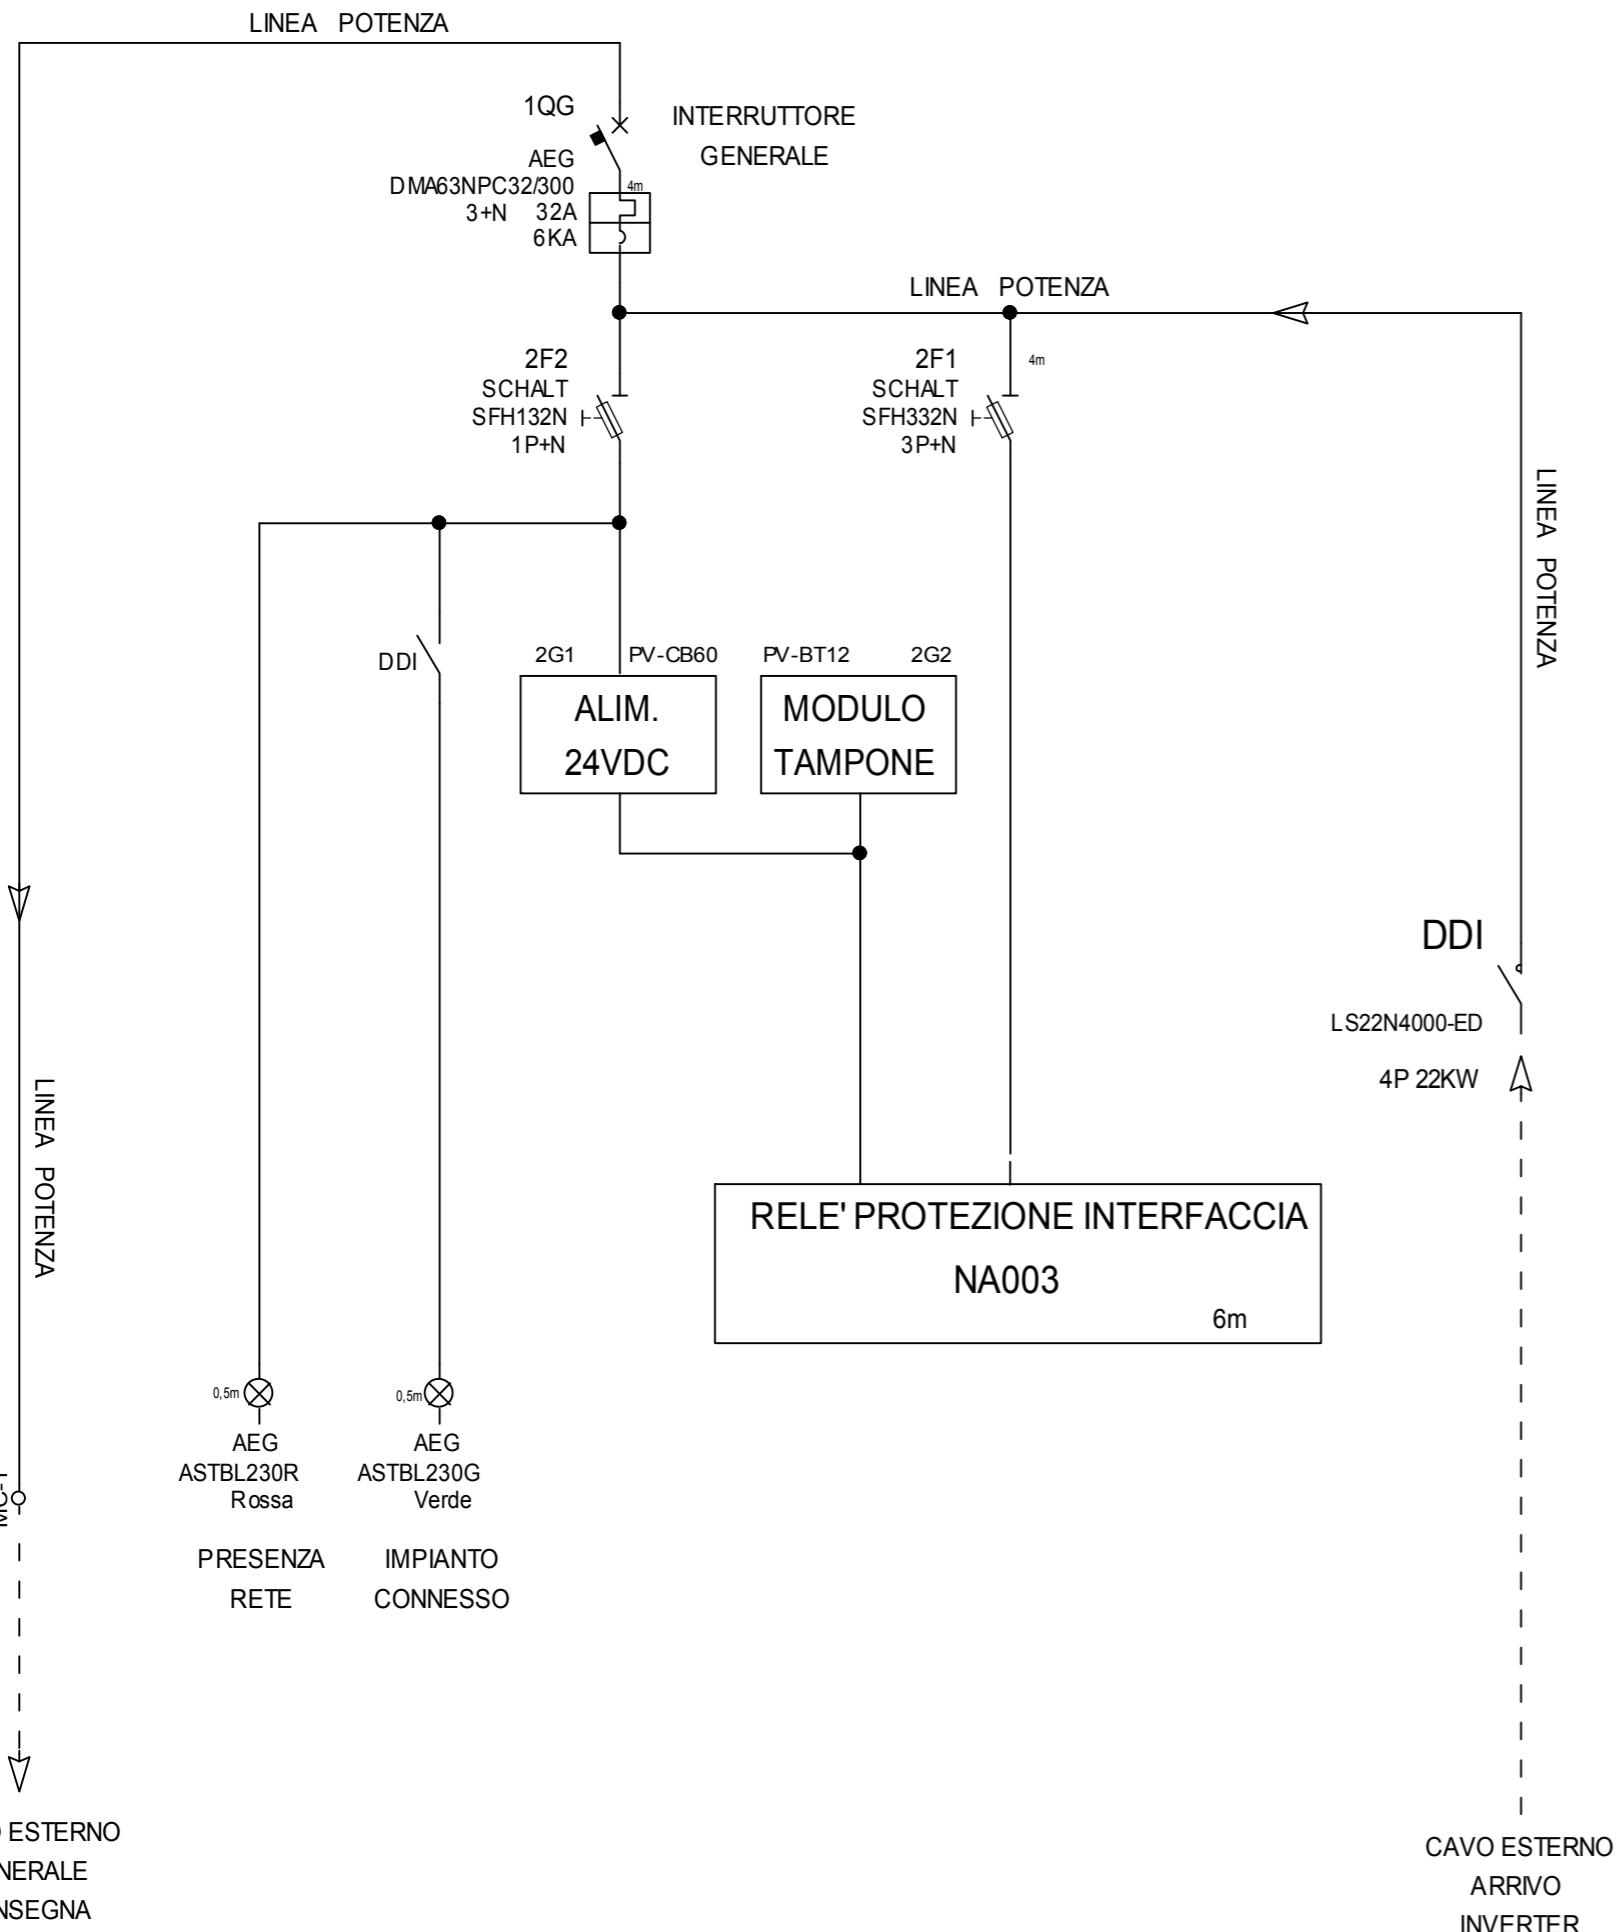 LINEA POTENZA
1QG
INTERRUTTORE
GENERALE
AEG
DMA63NPC32/300
4m
3+N 32A
6KA
LINEA POTENZA
2F2
SCHALT
SFH132N
1P+N
2F1
4m
SCHALT
SFH332N
3P+N
LINEA POTENZA
DDI
2G1 PV-CB60
PV-BT12 2G2
ALIM.
24VDC
MODULO
TAMPONE
DDI
LS22N4000-ED
4P 22KW
LINEA POTENZA
RELE' PROTEZIONE INTERFACCIA
NA003
6m
0,5m
0,5m
AEG
ASTBL230R
Rossa
AEG
ASTBL230G
Verde
PRESENZA
RETE
IMPIANTO
CONNESSO
ESTERNO
NERALE
NSEGNA
CAVO ESTERNO
ARRIVO
INVERTER